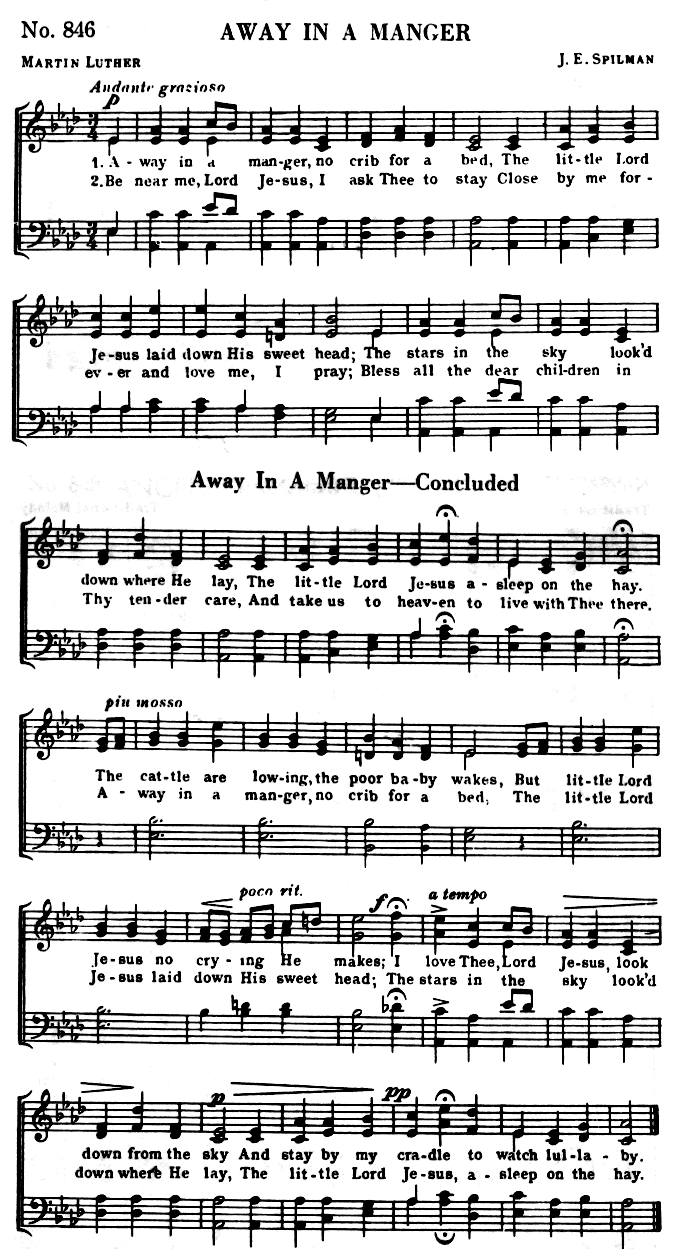 No. 846 AWAY IN A MANGER
MARTIN LUTHER J. E. SPILMAN
Andante grazioso
p
1. A - way in a man-ger, no crib for a bed, The lit-tle Lord
2. Be near me, Lord Je-sus, I ask Thee to stay Close by me for -
Je-sus laid down His sweet head; The stars in the sky look'd
ev-er and love me, I pray; Bless all the dear chil-dren in
Away In A Manger—Concluded
down where He lay, The lit-tle Lord Je-sus a - sleep on the hay.
Thy ten-der care, And take us to heav-en to live with Thee there.
piu mosso
The cat-tle are low-ing, the poor ba-by wakes, But lit-tle Lord
A - way in a man-ger, no crib for a bed, The lit-tle Lord
poco rit. f a tempo
Je-sus no cry - ing He makes; I love Thee, Lord Je-sus, look
Je-sus laid down His sweet head; The stars in the sky look'd
p pp
down from the sky And stay by my cra-dle to watch lul-la - by.
down where He lay, The lit-tle Lord Je-sus, a - sleep on the hay.